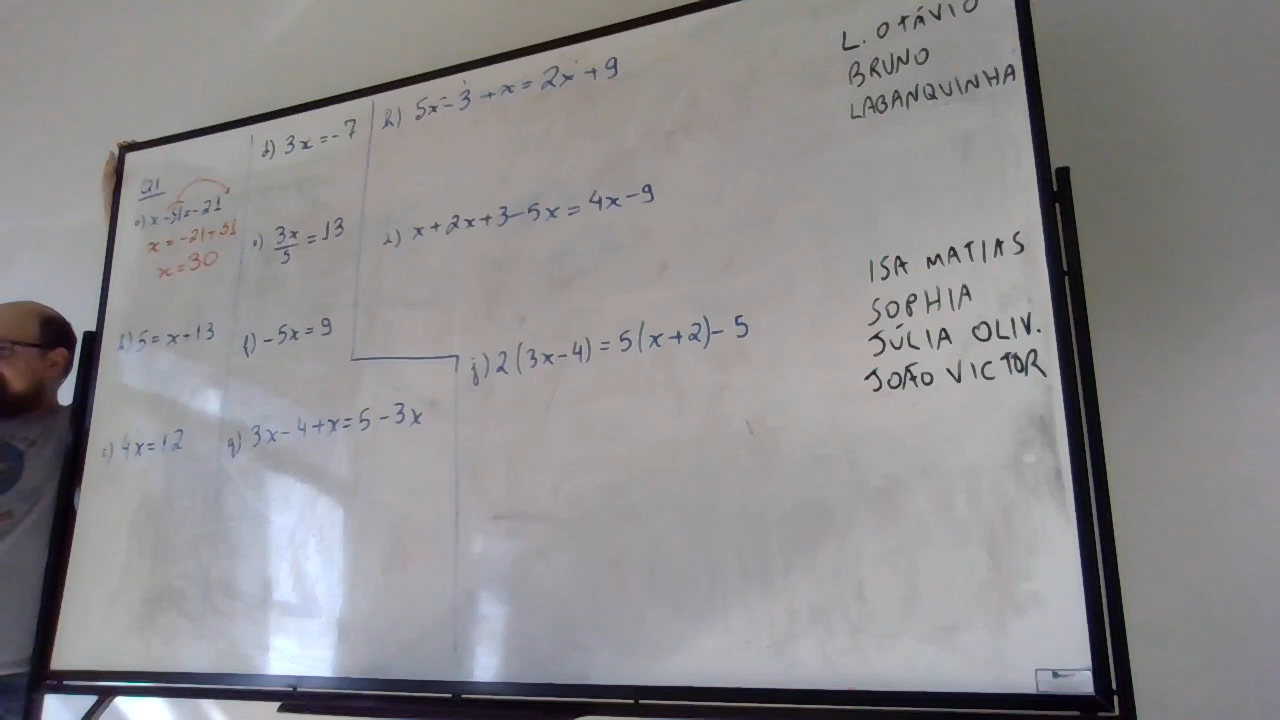 Q1
a) x-51=-21
x = -21+51
x = 30
b) 5=x+13
c) 4x=12
d) 3x=-7
e) 3x/5=13
f) -5x=9
g) 3x-4+x=5-3x
h) 5x-3+x=2x+9
i) x+2x+3-5x=4x-9
j) 2(3x-4)=5(x+2)-5
L. OTÁVIO
BRUNO
LABANQUINHA
ISA MATIAS
SOPHIA
JÚLIA OLIV.
JOÃO VICTOR